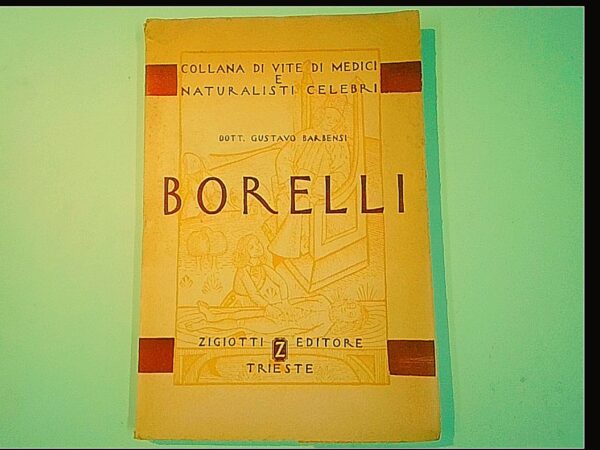 COLLANA DI VITE DI MEDICI
E
NATURALISTI CELEBRI
DOTT. GUSTAVO BARBENSI
BORELLI
ZIGIOTTI Z EDITORE
TRIESTE